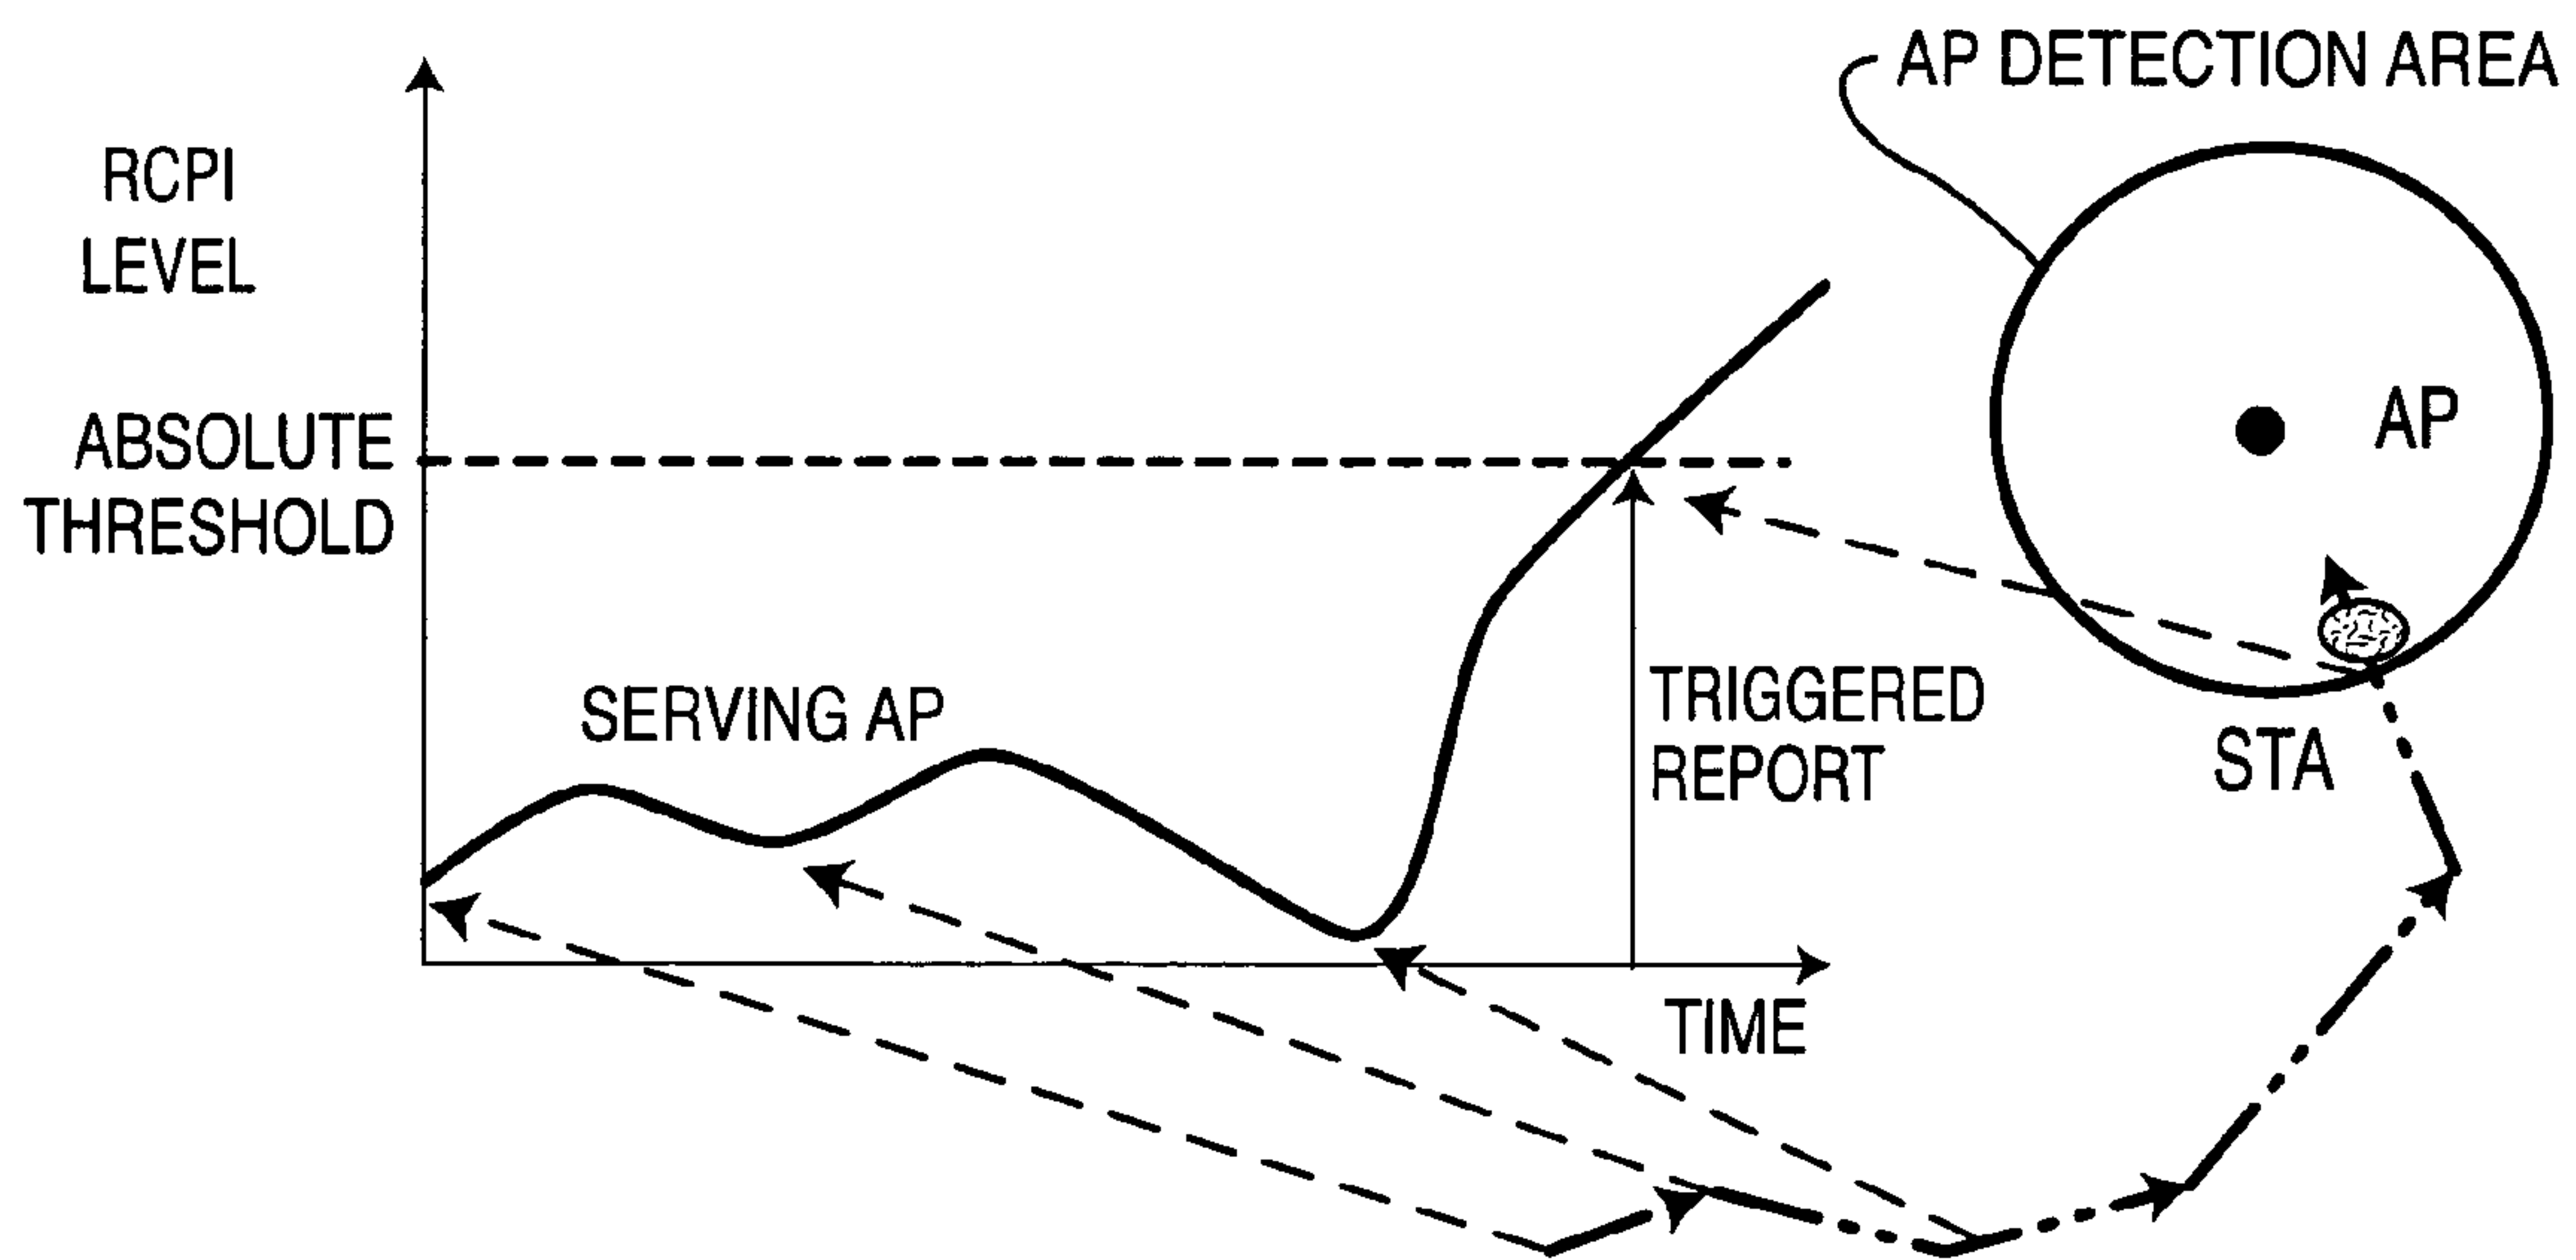 AP DETECTION AREA
RCPI
LEVEL
ABSOLUTE
THRESHOLD
AP
SERVING AP
TRIGGERED
REPORT
STA
TIME